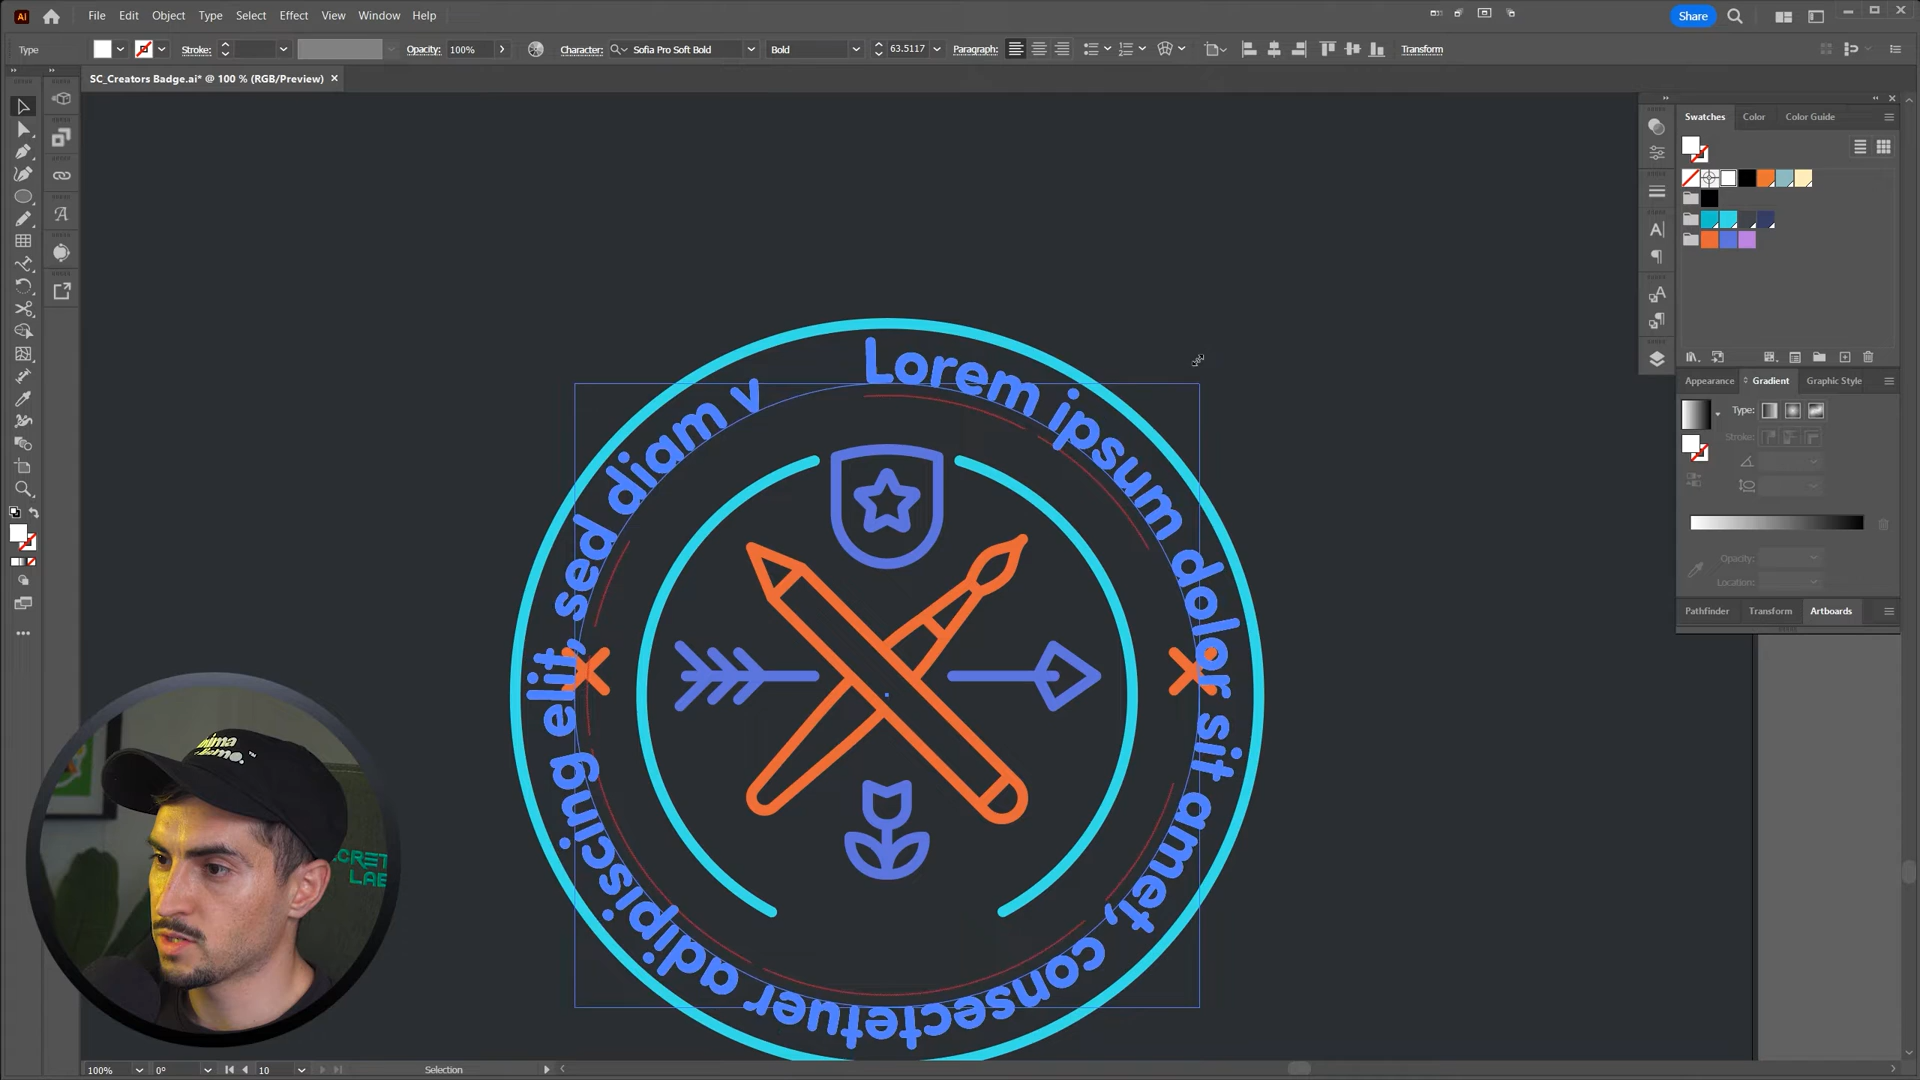 Ai File Edit Object Type Select Effect View Window Help Share
Type Stroke: Opacity: 100% Character: Sofia Pro Soft Bold Bold 63.5117 Paragraph: Transform
SC_Creators Badge.ai* @ 100 % (RGB/Preview) ×
Swatches Color Color Guide
Appearance Gradient Graphic Style
Type:
Stroke:
Opacity:
Location:
Pathfinder Transform Artboards
Lorem ipsum dolor sit amet, consectetuer adipiscing elit, sed diam v
LAB
100% 0° 10 Selection